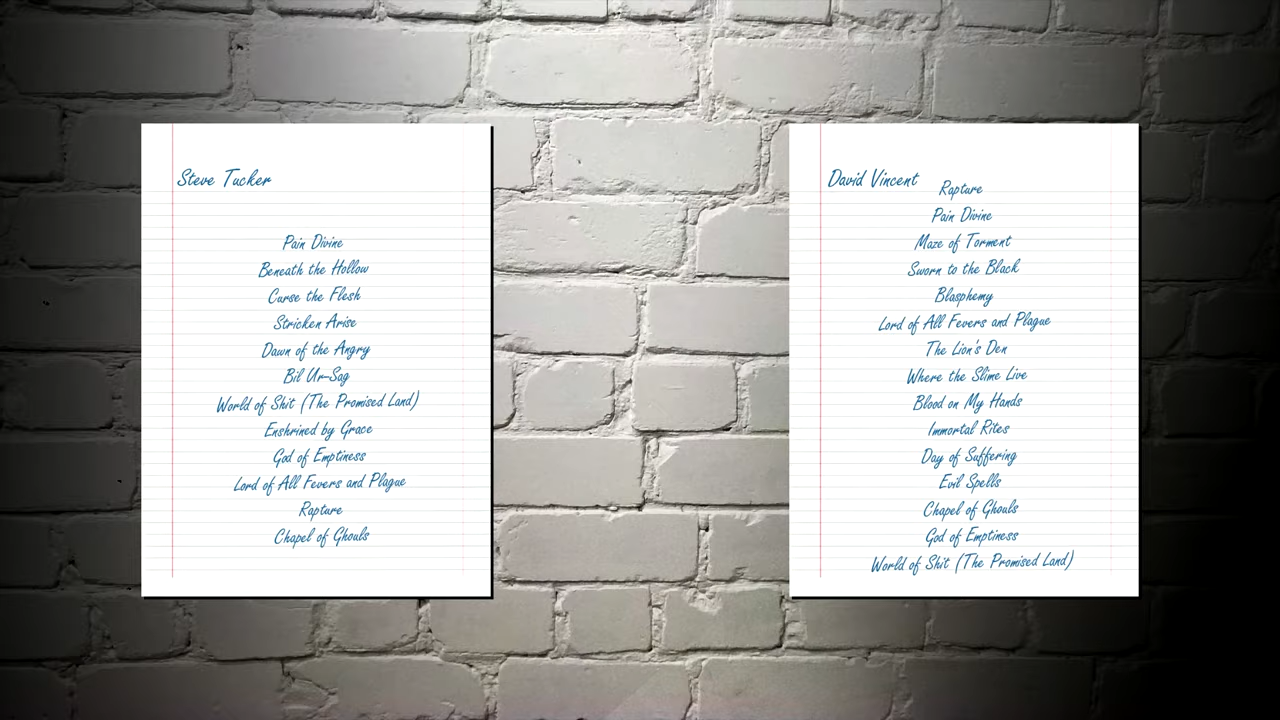 Steve Tucker
Pain Divine
Beneath the Hollow
Curse the Flesh
Stricken Arise
Dawn of the Angry
Bil Ur-Sag
World of Shit (The Promised Land)
Enshrined by Grace
God of Emptiness
Lord of All Fevers and Plague
Rapture
Chapel of Ghouls
David Vincent
Rapture
Pain Divine
Maze of Torment
Sworn to the Black
Blasphemy
Lord of All Fevers and Plague
The Lion's Den
Where the Slime Live
Blood on My Hands
Immortal Rites
Day of Suffering
Evil Spells
Chapel of Ghouls
God of Emptiness
World of Shit (The Promised Land)